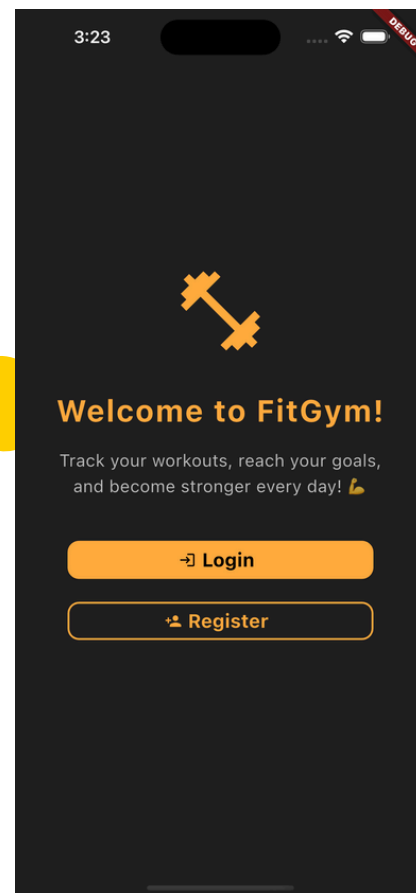 3:23
DEBUG
Welcome to FitGym!
Track your workouts, reach your goals,
and become stronger every day! 💪
Login
Register